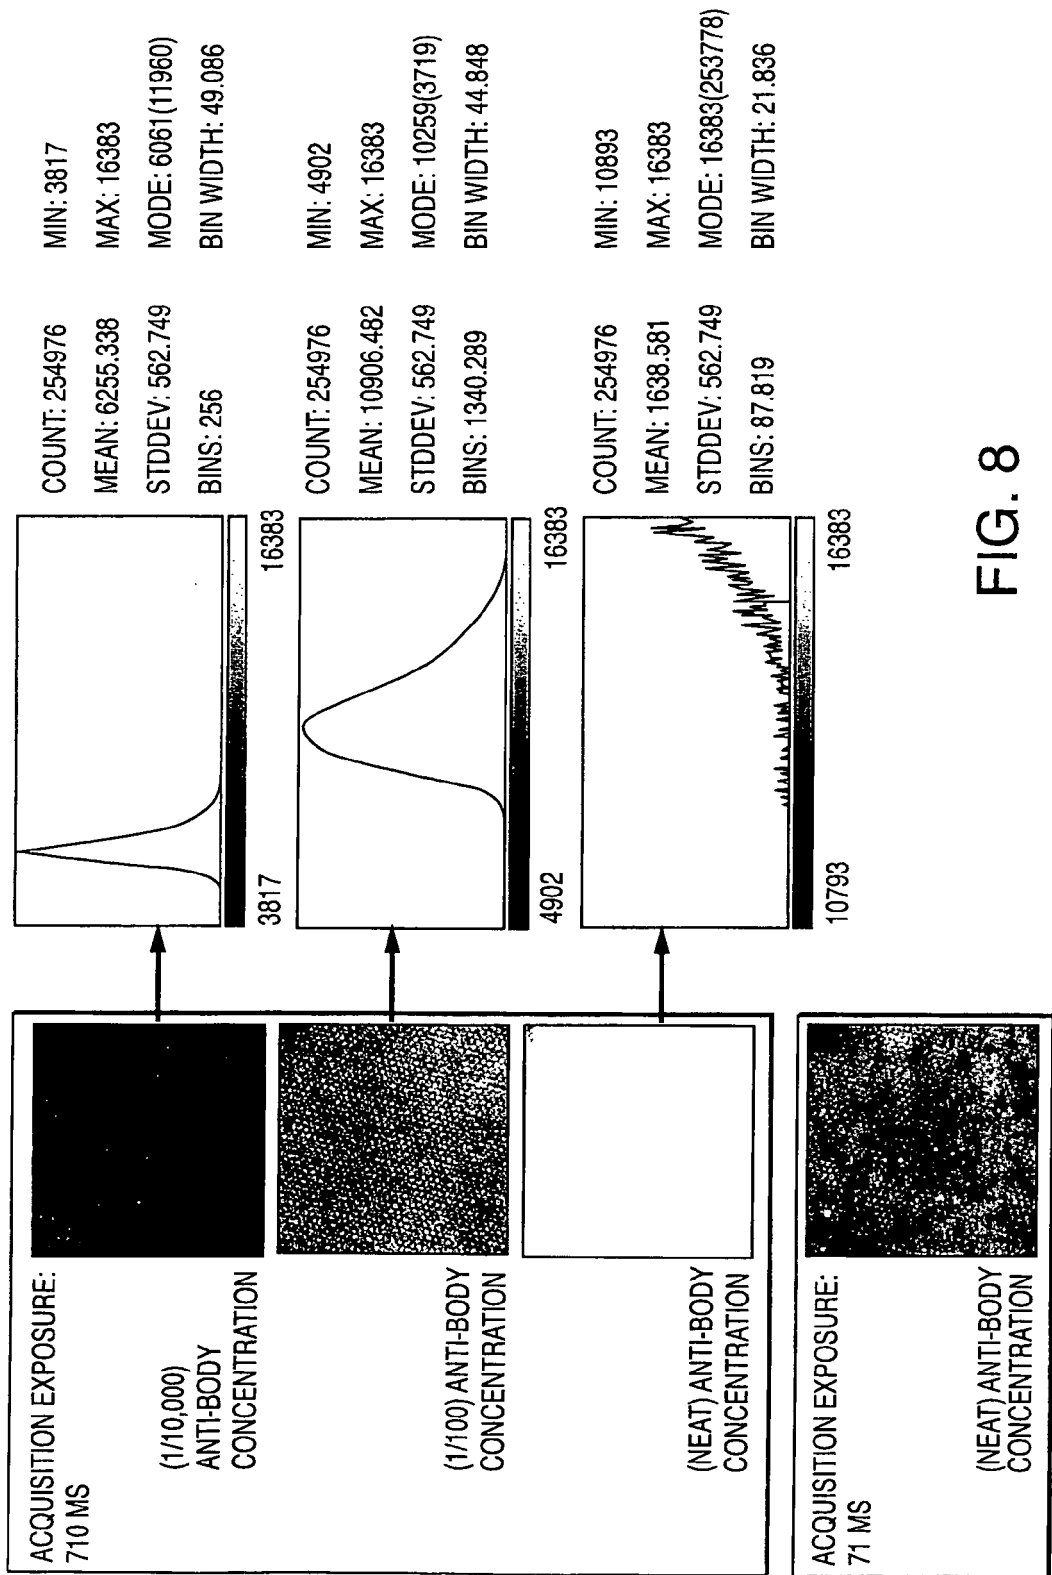 ACQUISITION EXPOSURE:
710 MS
(1/10,000)
ANTI-BODY
CONCENTRATION
(1/100) ANTI-BODY
CONCENTRATION
(NEAT) ANTI-BODY
CONCENTRATION
ACQUISITION EXPOSURE:
71 MS
(NEAT) ANTI-BODY
CONCENTRATION
3817 16383
COUNT: 254976 MIN: 3817
MEAN: 6255.338 MAX: 16383
STDDEV: 562.749 MODE: 6061(11960)
BINS: 256 BIN WIDTH: 49.086
4902 16383
COUNT: 254976 MIN: 4902
MEAN: 10906.482 MAX: 16383
STDDEV: 562.749 MODE: 10259(3719)
BINS: 1340.289 BIN WIDTH: 44.848
10793 16383
COUNT: 254976 MIN: 10893
MEAN: 1638.581 MAX: 16383
STDDEV: 562.749 MODE: 16383(253778)
BINS: 87.819 BIN WIDTH: 21.836
FIG. 8